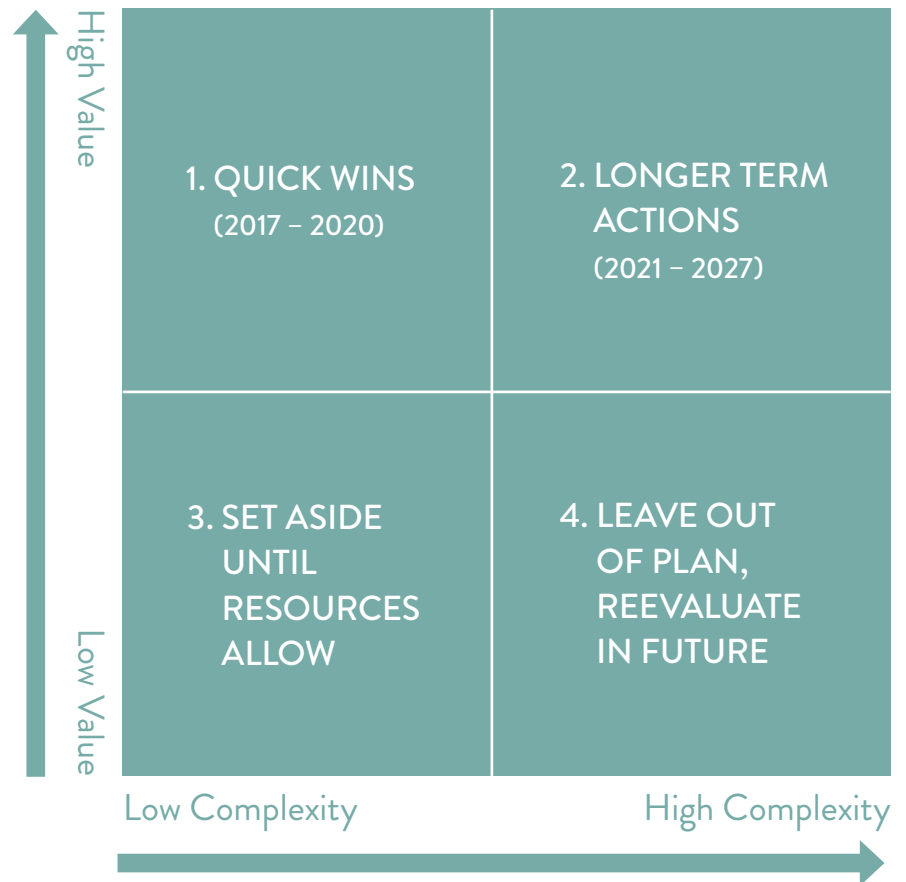 High Value
1. QUICK WINS
(2017 – 2020)
2. LONGER TERM
ACTIONS
(2021 – 2027)
Low Value
3. SET ASIDE
UNTIL
RESOURCES
ALLOW
4. LEAVE OUT
OF PLAN,
REEVALUATE
IN FUTURE
Low Complexity
High Complexity